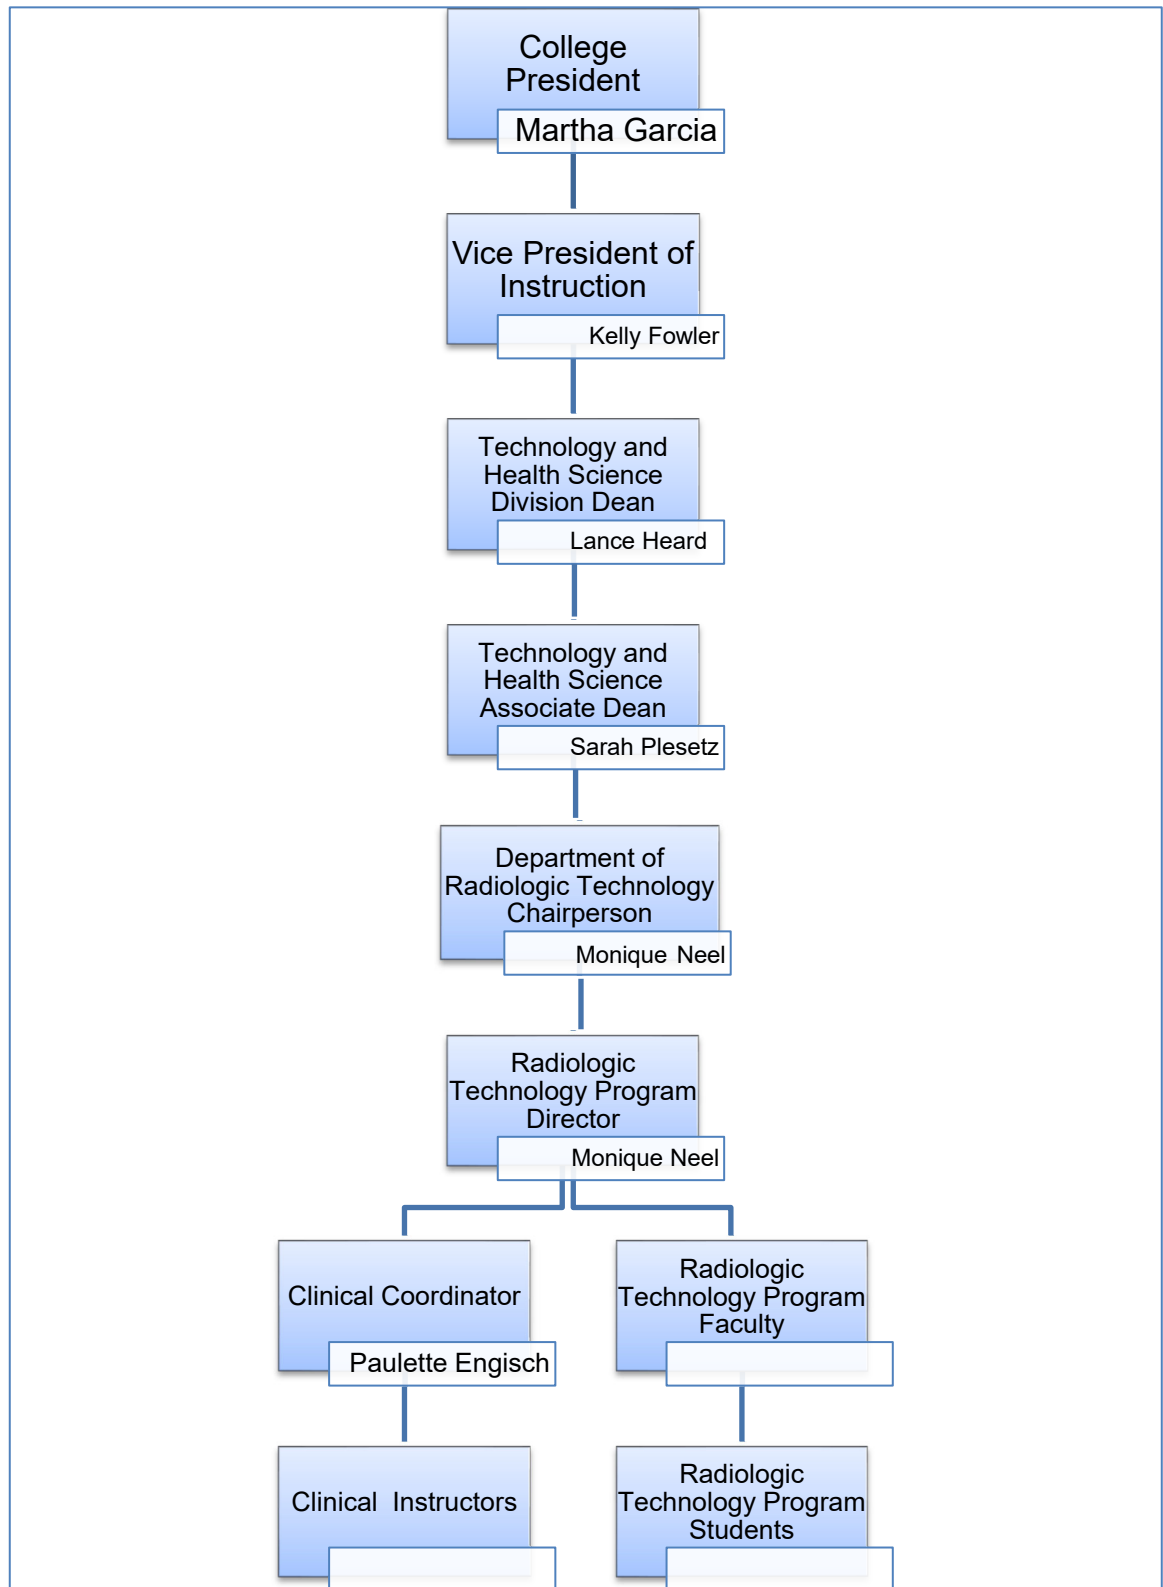 College
President
Martha Garcia
Vice President of
Instruction
Kelly Fowler
Technology and
Health Science
Division Dean
Lance Heard
Technology and
Health Science
Associate Dean
Sarah Plesetz
Department of
Radiologic Technology
Chairperson
Monique Neel
Radiologic
Technology Program
Director
Monique Neel
Clinical Coordinator
Paulette Engisch
Radiologic
Technology Program
Faculty
Clinical Instructors
Radiologic
Technology Program
Students